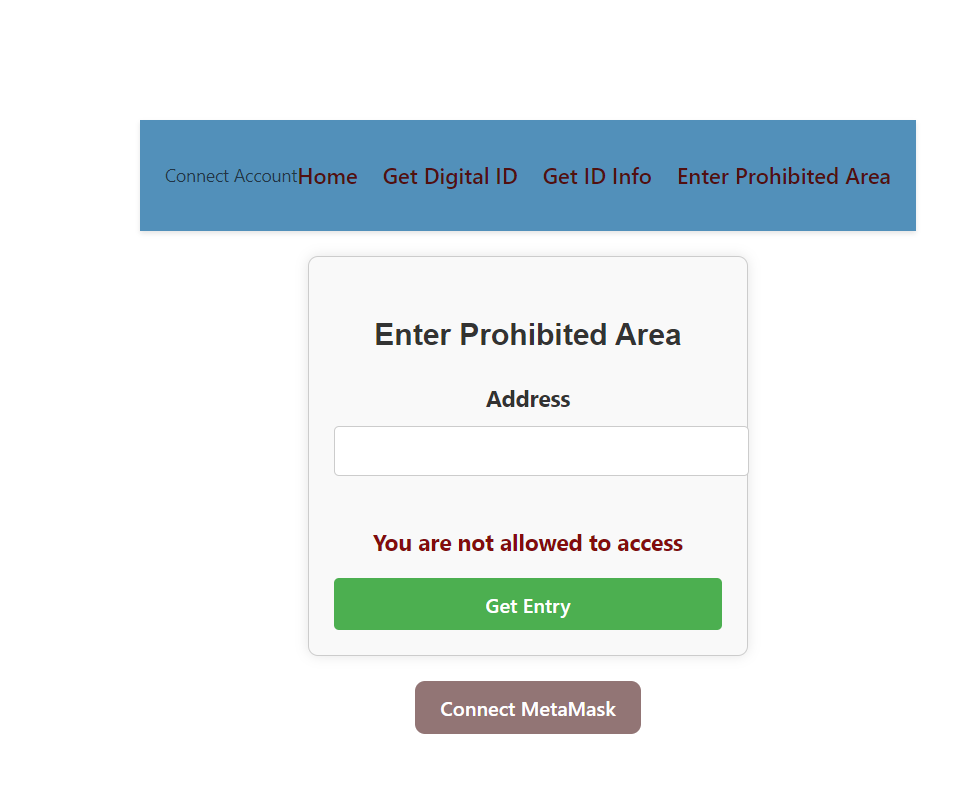 Connect Account Home Get Digital ID Get ID Info Enter Prohibited Area
Enter Prohibited Area
Address
You are not allowed to access
Get Entry
Connect MetaMask